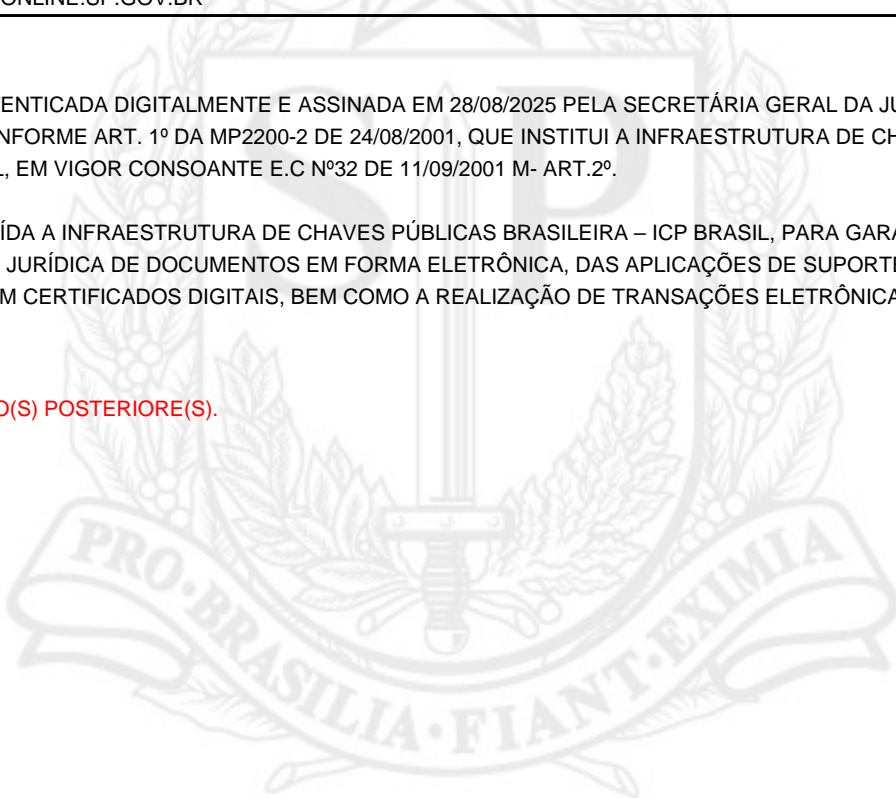 ONLINE.SP.GOV.BR
ENTICADA DIGITALMENTE E ASSINADA EM 28/08/2025 PELA SECRETÁRIA GERAL DA JU
NFORME ART. 1º DA MP2200-2 DE 24/08/2001, QUE INSTITUI A INFRAESTRUTURA DE CH
L, EM VIGOR CONSOANTE E.C Nº32 DE 11/09/2001 M- ART.2º.
ÍDA A INFRAESTRUTURA DE CHAVES PÚBLICAS BRASILEIRA – ICP BRASIL, PARA GARA
JURÍDICA DE DOCUMENTOS EM FORMA ELETRÔNICA, DAS APLICAÇÕES DE SUPORTE
M CERTIFICADOS DIGITAIS, BEM COMO A REALIZAÇÃO DE TRANSAÇÕES ELETRÔNICA
O(S) POSTERIORE(S).
SP
PRO·BRASILIA·FIANT·EXIMIA